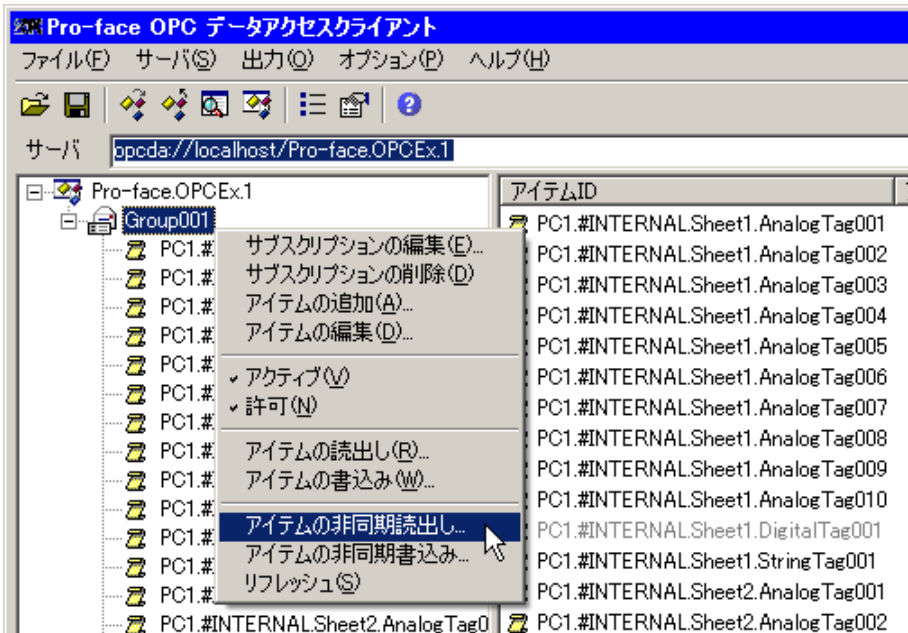 Pro-face OPC データアクセスクライアント
ファイル(F) サーバ(S) 出力(O) オプション(P) ヘルプ(H)
サーバ opcda://localhost/Pro-face.OPCEx.1
Pro-face.OPCEx.1
Group001
PC1.#
PC1.#
PC1.#
PC1.#
PC1.#
PC1.#
PC1.#
PC1.#
PC1.#
PC1.#
PC1.#
PC1.#
PC1.#
PC1.#INTERNAL.Sheet2.AnalogTag0
サブスクリプションの編集(E)...
サブスクリプションの削除(D)
アイテムの追加(A)...
アイテムの編集(D)...
アクティブ(V)
許可(N)
アイテムの読出し(R)...
アイテムの書込み(W)...
アイテムの非同期読出し...
アイテムの非同期書込み...
リフレッシュ(S)
アイテムID
PC1.#INTERNAL.Sheet1.AnalogTag001
PC1.#INTERNAL.Sheet1.AnalogTag002
PC1.#INTERNAL.Sheet1.AnalogTag003
PC1.#INTERNAL.Sheet1.AnalogTag004
PC1.#INTERNAL.Sheet1.AnalogTag005
PC1.#INTERNAL.Sheet1.AnalogTag006
PC1.#INTERNAL.Sheet1.AnalogTag007
PC1.#INTERNAL.Sheet1.AnalogTag008
PC1.#INTERNAL.Sheet1.AnalogTag009
PC1.#INTERNAL.Sheet1.AnalogTag010
PC1.#INTERNAL.Sheet1.DigitalTag001
PC1.#INTERNAL.Sheet1.StringTag001
PC1.#INTERNAL.Sheet2.AnalogTag001
PC1.#INTERNAL.Sheet2.AnalogTag002